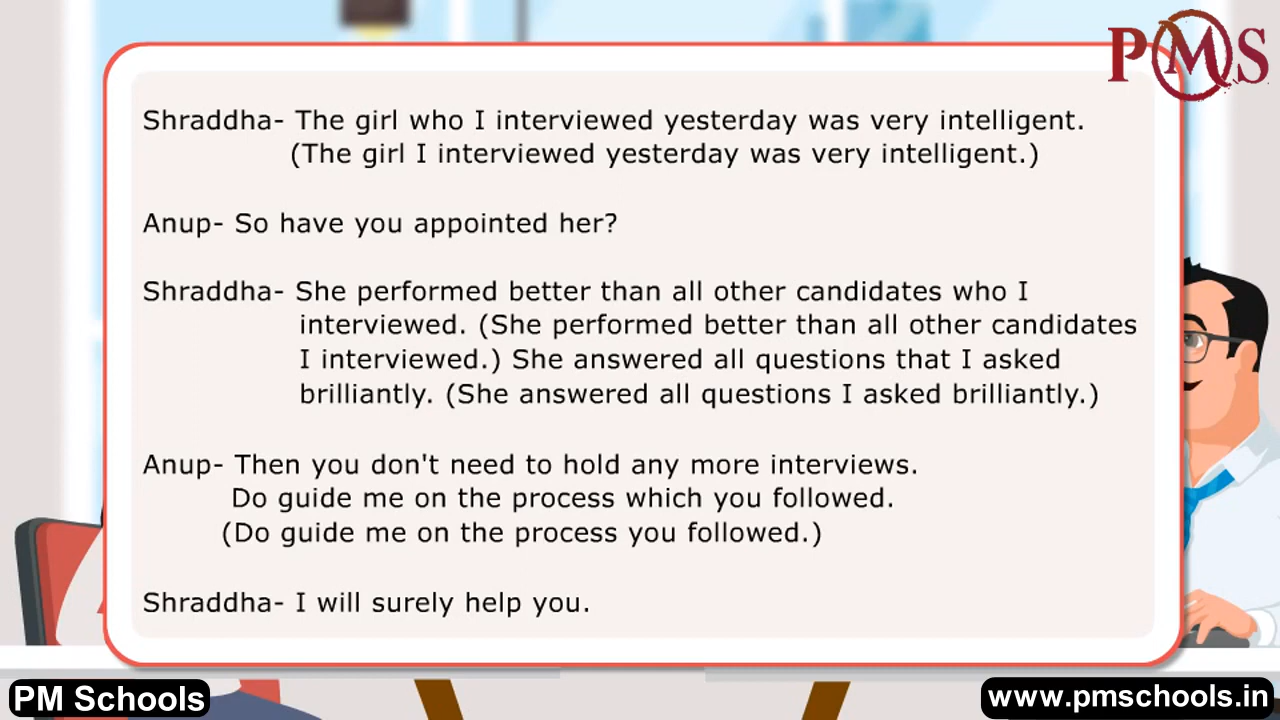 PMS
Shraddha- The girl who I interviewed yesterday was very intelligent.
(The girl I interviewed yesterday was very intelligent.)
Anup- So have you appointed her?
Shraddha- She performed better than all other candidates who I
interviewed. (She performed better than all other candidates
I interviewed.) She answered all questions that I asked
brilliantly. (She answered all questions I asked brilliantly.)
Anup- Then you don't need to hold any more interviews.
Do guide me on the process which you followed.
(Do guide me on the process you followed.)
Shraddha- I will surely help you.
PM Schools
www.pmschools.in